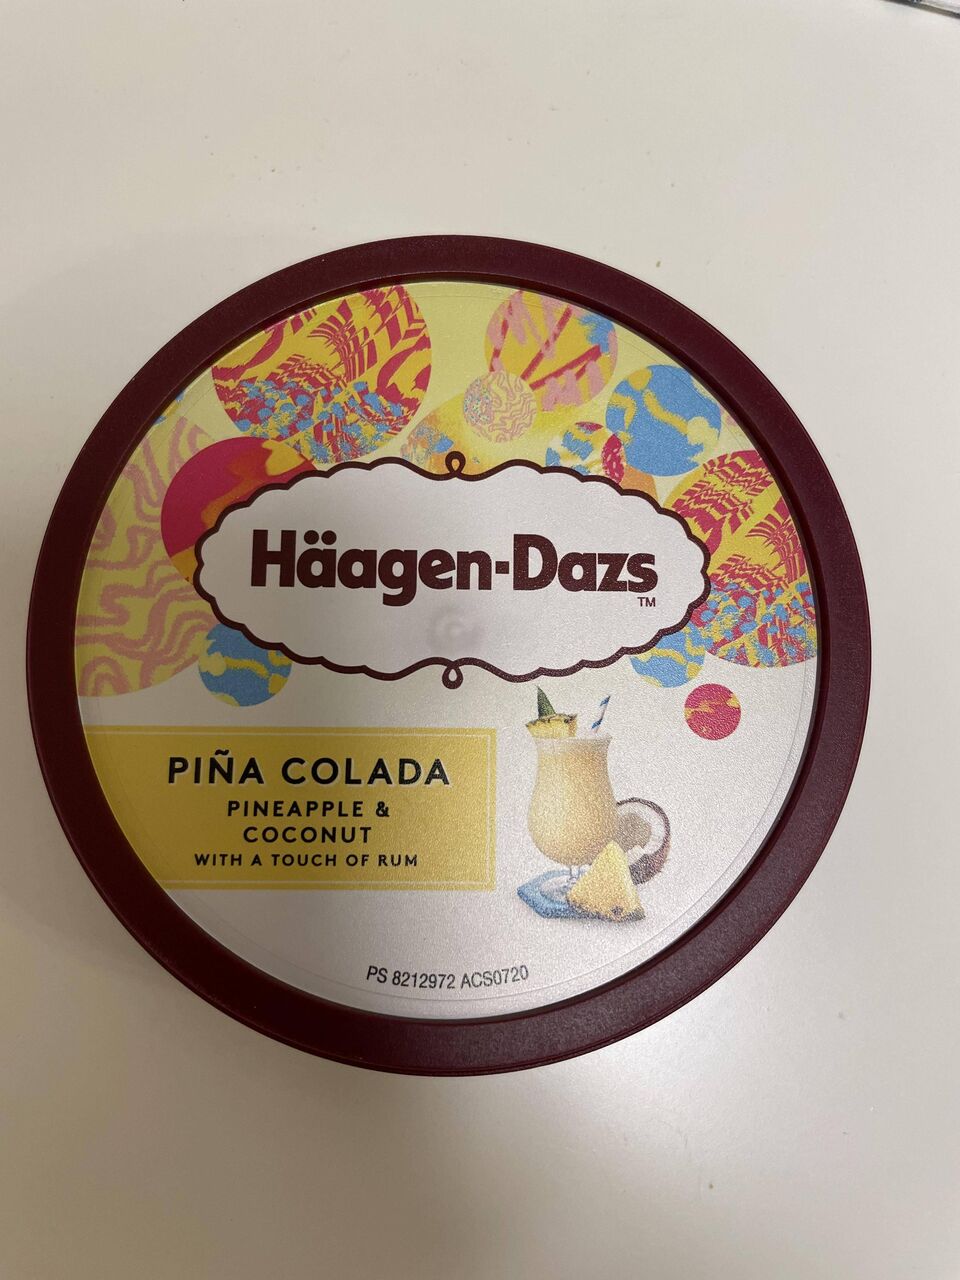 Häagen-Dazs
TM
PIÑA COLADA
PINEAPPLE &
COCONUT
WITH A TOUCH OF RUM
PS 8212972 ACS0720